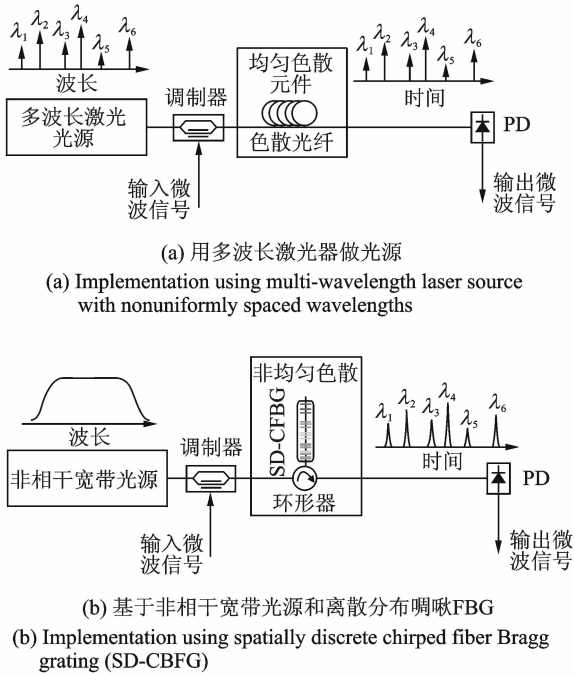 λ1 λ2 λ3 λ4 λ5 λ6
波长
λ1 λ2 λ3 λ4 λ5 λ6
时间
多波长激光
光源
调制器
均匀色散
元件
色散光纤
PD
输入微
波信号
输出微
波信号
(a) 用多波长激光器做光源
(a) Implementation using multi-wavelength laser source
with nonuniformly spaced wavelengths
波长
非相干宽带光源
调制器
非均匀色散
SD-CFBG
环形器
λ1 λ2 λ3 λ4 λ5 λ6
时间
PD
输入微
波信号
输出微
波信号
(b) 基于非相干宽带光源和离散分布啁啾FBG
(b) Implementation using spatially discrete chirped fiber Bragg
grating (SD-CBFG)